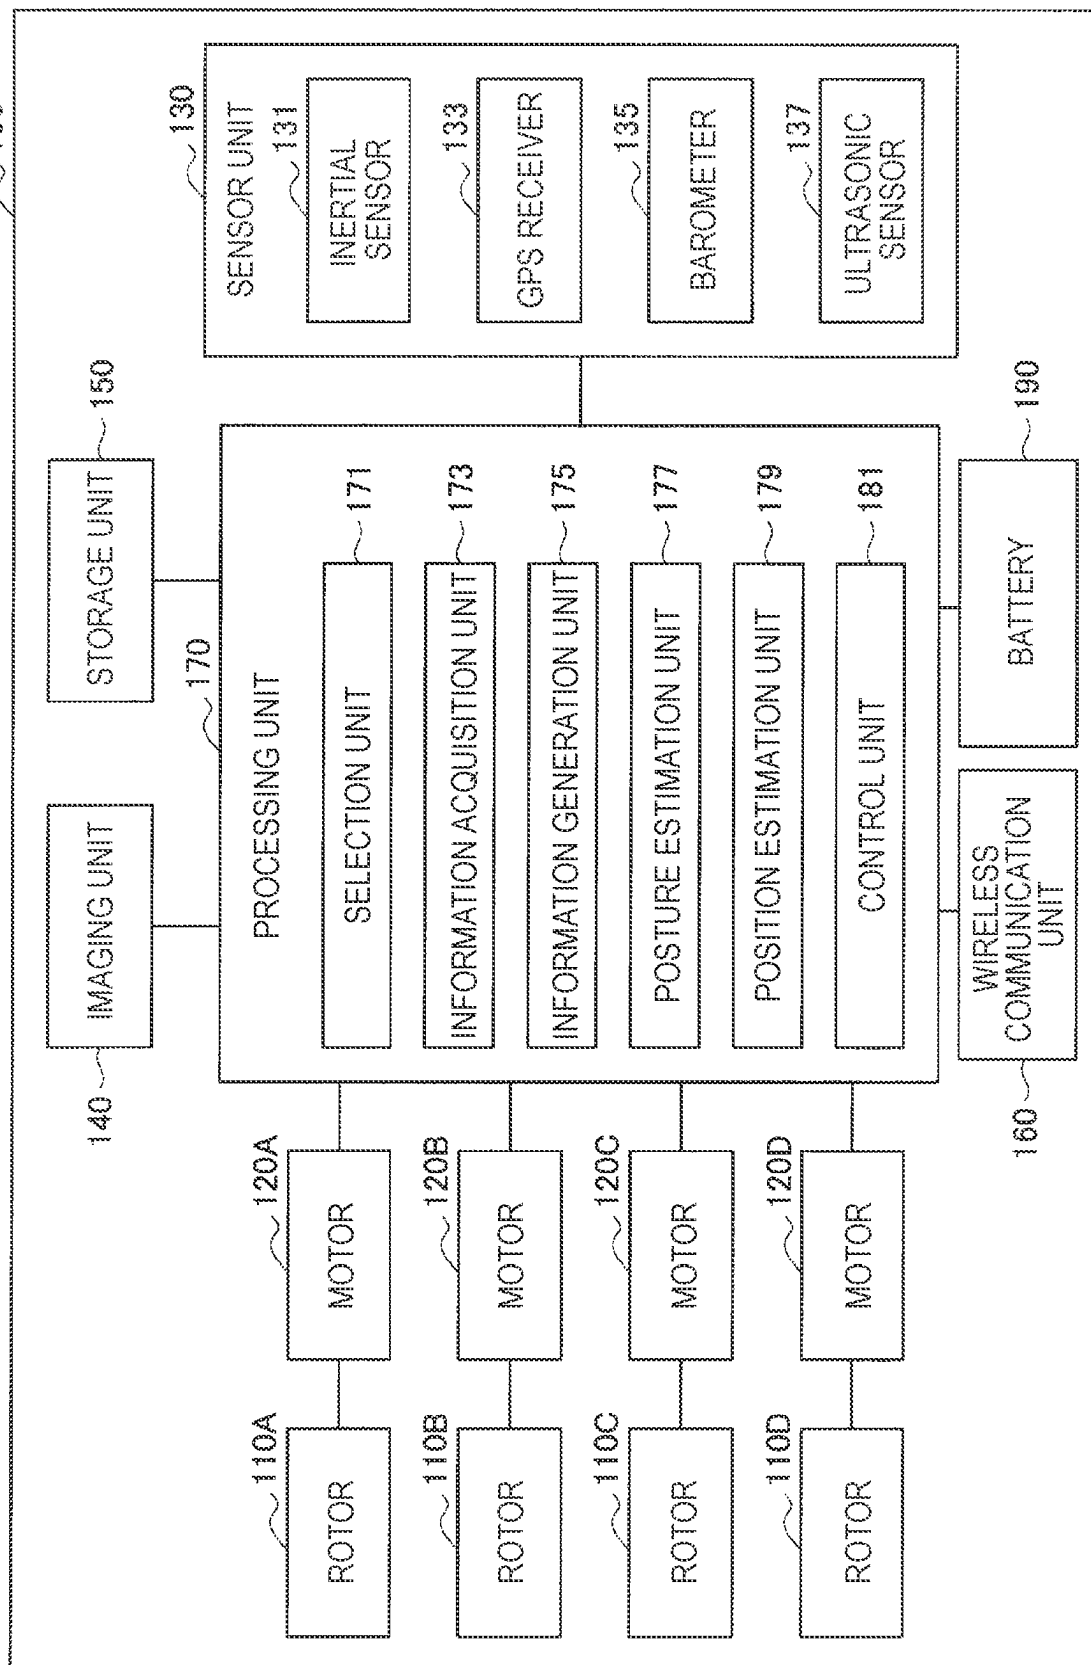 140
IMAGING UNIT
STORAGE UNIT
150
170
PROCESSING UNIT
SELECTION UNIT
171
INFORMATION ACQUISITION UNIT
173
INFORMATION GENERATION UNIT
175
POSTURE ESTIMATION UNIT
177
POSITION ESTIMATION UNIT
179
CONTROL UNIT
181
110A
ROTOR
120A
MOTOR
110B
ROTOR
120B
MOTOR
110C
ROTOR
120C
MOTOR
110D
ROTOR
120D
MOTOR
130
SENSOR UNIT
131
INERTIAL
SENSOR
133
GPS RECEIVER
135
BAROMETER
137
ULTRASONIC
SENSOR
160
WIRELESS
COMMUNICATION
UNIT
BATTERY
190